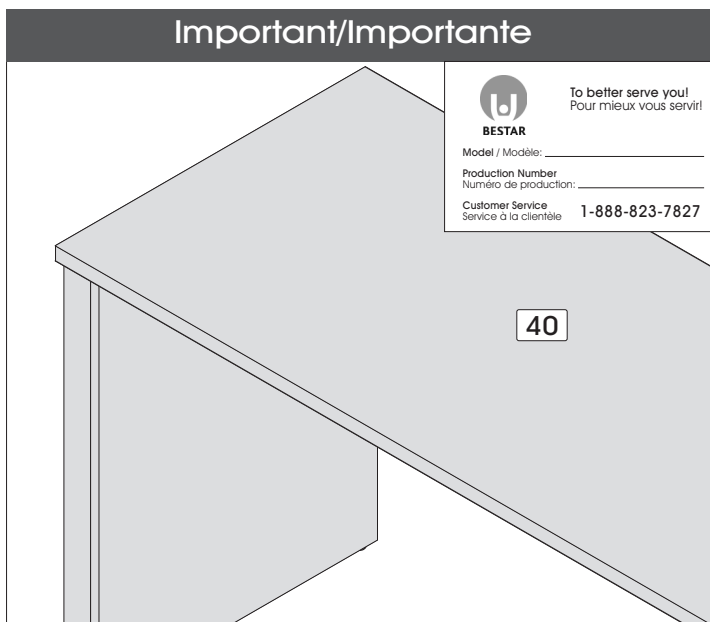 Important/Importante
BESTAR
To better serve you!
Pour mieux vous servir!
Model / Modèle:
Production Number
Numéro de production:
Customer Service
Service à la clientèle
1-888-823-7827
40